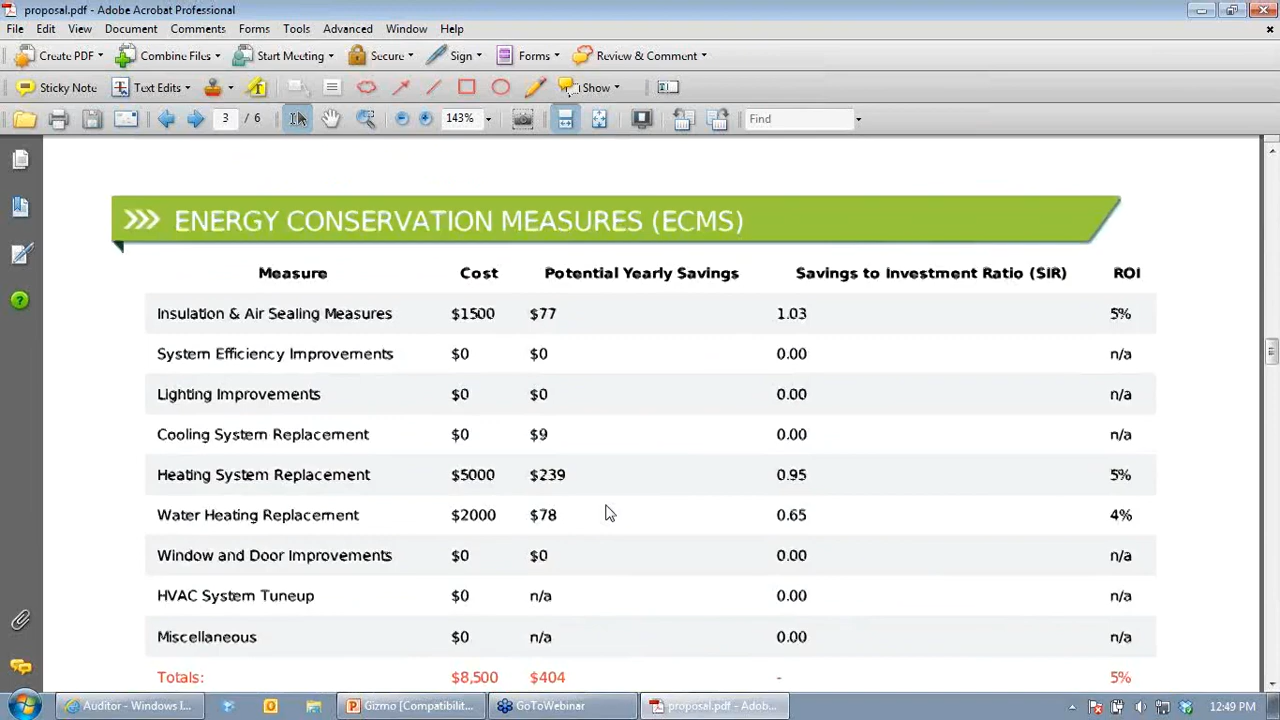 proposal.pdf - Adobe Acrobat Professional
File Edit View Document Comments Forms Tools Advanced Window Help
Create PDF Combine Files Start Meeting Secure Sign Forms Review & Comment
Sticky Note Text Edits Show
3 / 6 143% Find
ENERGY CONSERVATION MEASURES (ECMS)
Measure Cost Potential Yearly Savings Savings to Investment Ratio (SIR) ROI
Insulation & Air Sealing Measures $1500 $77 1.03 5%
System Efficiency Improvements $0 $0 0.00 n/a
Lighting Improvements $0 $0 0.00 n/a
Cooling System Replacement $0 $9 0.00 n/a
Heating System Replacement $5000 $239 0.95 5%
Water Heating Replacement $2000 $78 0.65 4%
Window and Door Improvements $0 $0 0.00 n/a
HVAC System Tuneup $0 n/a 0.00 n/a
Miscellaneous $0 n/a 0.00 n/a
Totals: $8,500 $404 - 5%
Auditor - Windows I... Gizmo [Compatibilit... GoToWebinar proposal.pdf - Adob... 12:49 PM